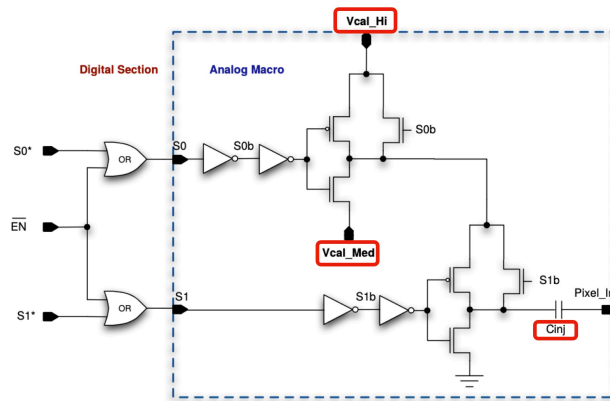 Vcal_Hi
Digital Section
Analog Macro
S0*
OR
S0
S0b
S0b
EN
Vcal_Med
S1*
OR
S1
S1b
S1b
Pixel_In
Cinj